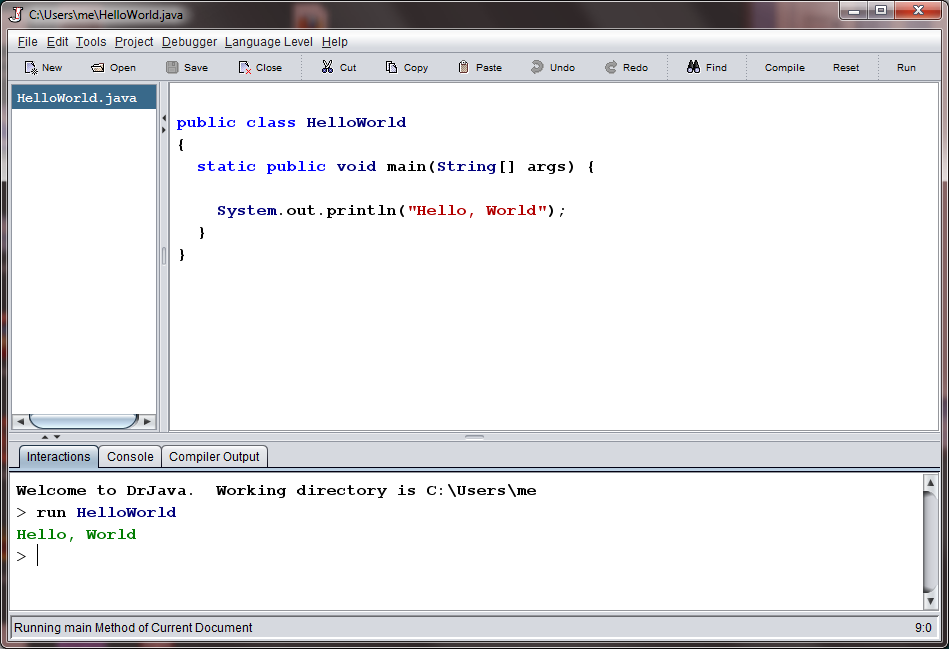 C:\Users\me\HelloWorld.java
File Edit Tools Project Debugger Language Level Help
New Open Save Close Cut Copy Paste Undo Redo Find Compile Reset Run
HelloWorld.java
public class HelloWorld
{
  static public void main(String[] args) {
    System.out.println("Hello, World");
  }
}
Interactions Console Compiler Output
Welcome to DrJava.  Working directory is C:\Users\me
> run HelloWorld
Hello, World
>
Running main Method of Current Document 9:0